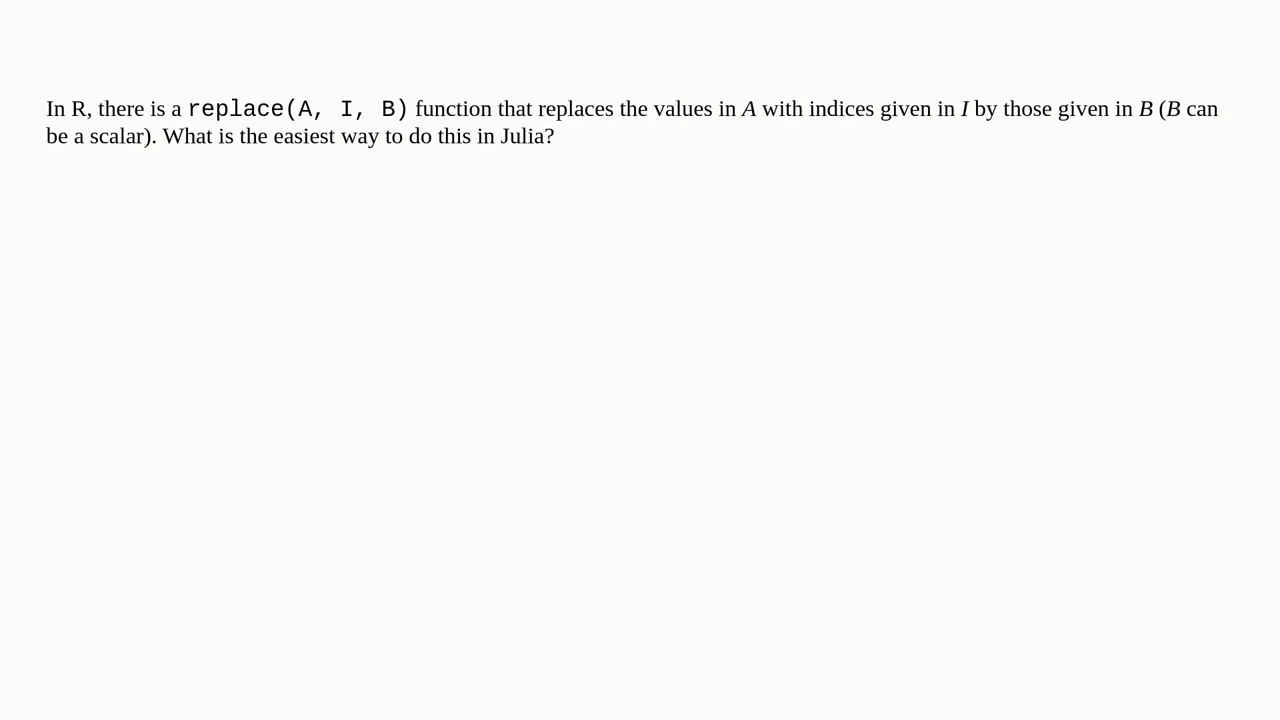 In R, there is a replace(A, I, B) function that replaces the values in A with indices given in I by those given in B (B can
be a scalar). What is the easiest way to do this in Julia?